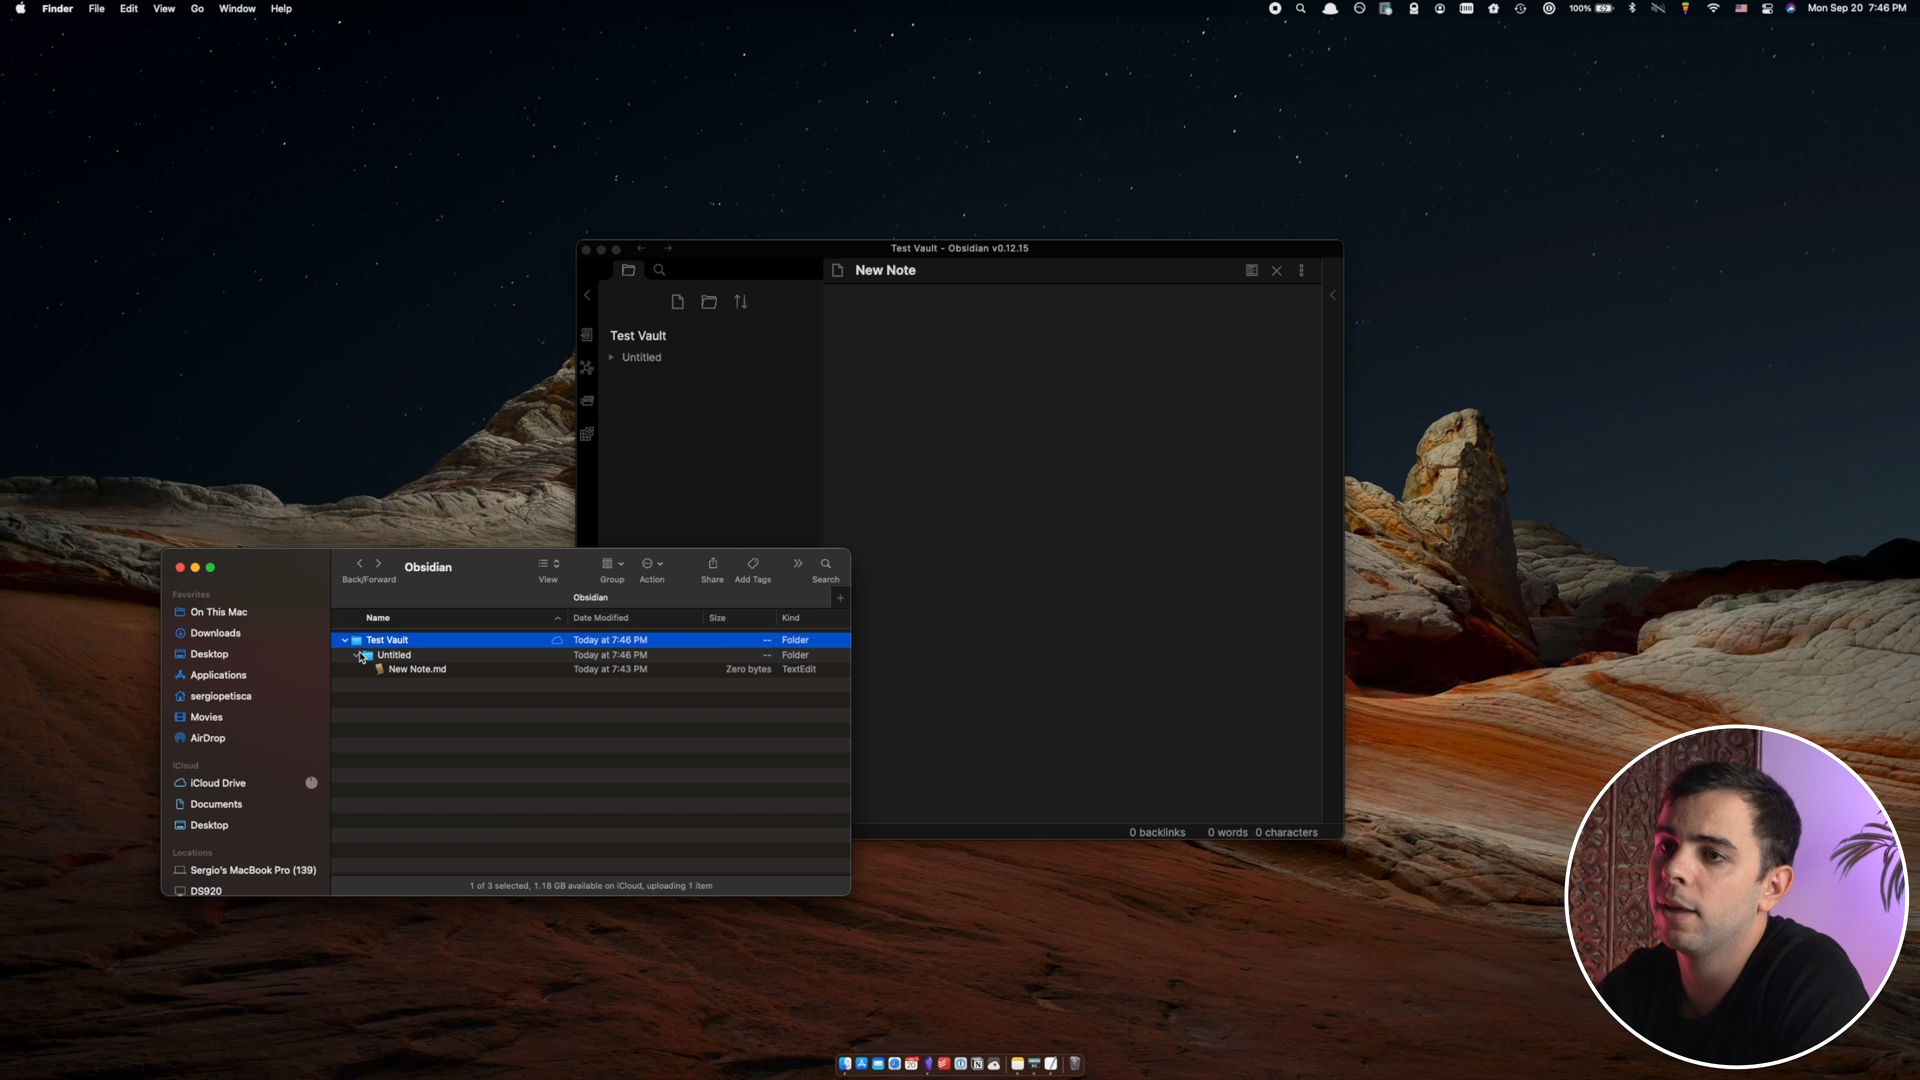 Finder File Edit View Go Window Help
100% Mon Sep 20 7:46 PM
Test Vault - Obsidian v0.12.15
New Note
Test Vault
Untitled
0 backlinks 0 words 0 characters
Obsidian
Back/Forward View Group Action Share Add Tags Search
Obsidian
Name Date Modified Size Kind
Test Vault Today at 7:46 PM -- Folder
Untitled Today at 7:46 PM -- Folder
New Note.md Today at 7:43 PM Zero bytes TextEdit
1 of 3 selected, 1.18 GB available on iCloud, uploading 1 item
Favorites
On This Mac
Downloads
Desktop
Applications
sergiopetisca
Movies
AirDrop
iCloud
iCloud Drive
Documents
Desktop
Locations
Sergio's MacBook Pro (139)
DS920
20